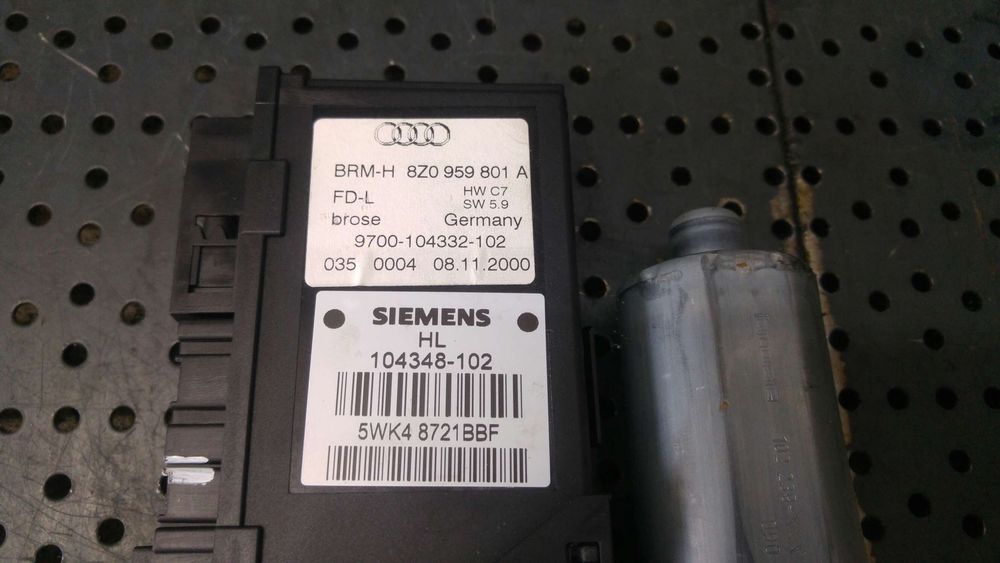 BRM-H 8Z0 959 801 A
FD-L HW C7
SW 5.9
brose Germany
9700-104332-102
035 0004 08.11.2000
SIEMENS
HL
104348-102
5WK4 8721BBF